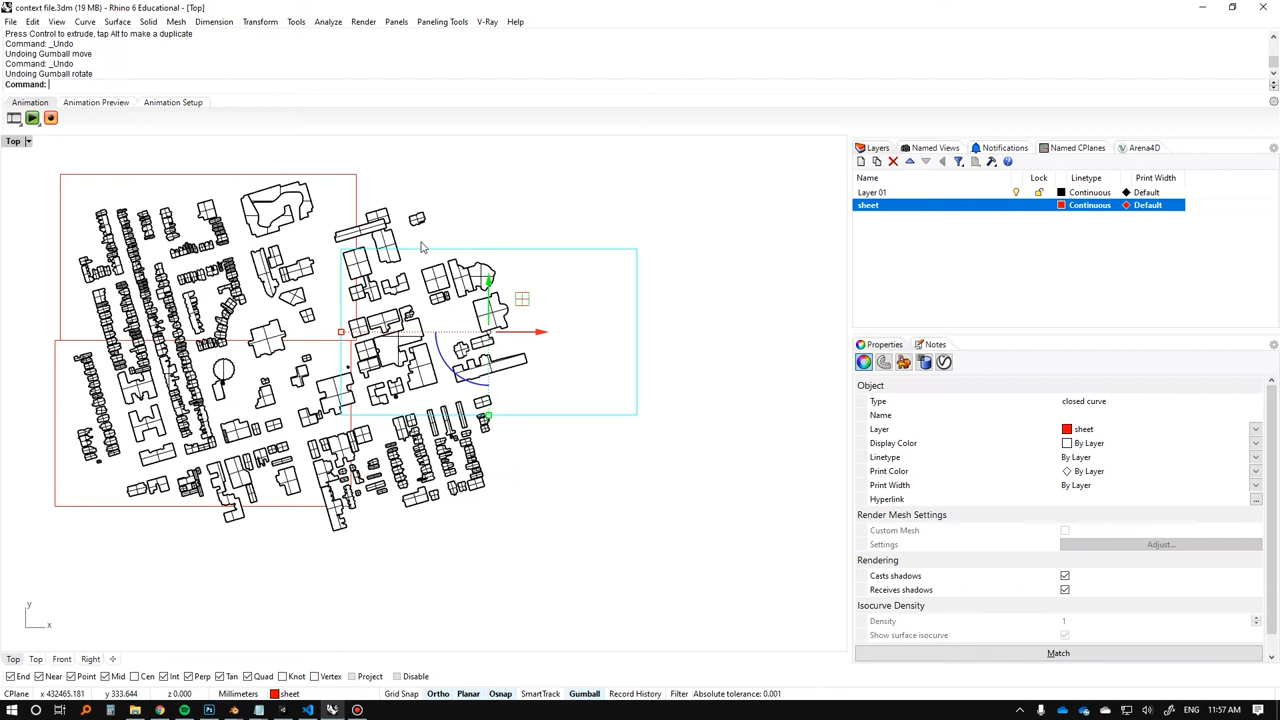 context file.3dm (19 MB) - Rhino 6 Educational - [Top]
File Edit View Curve Surface Solid Mesh Dimension Transform Tools Analyze Render Panels Paneling Tools V-Ray Help
Press Control to extrude, tap Alt to make a duplicate
Command: _Undo
Undoing Gumball move
Command: _Undo
Undoing Gumball rotate
Command:
Animation Animation Preview Animation Setup
Top
Layers Named Views Notifications Named CPlanes Arena4D
Name Lock Linetype Print Width
Layer 01 Continuous Default
sheet Continuous Default
Properties Notes
Object
Type closed curve
Name
Layer sheet
Display Color By Layer
Linetype By Layer
Print Color By Layer
Print Width By Layer
Hyperlink ...
Render Mesh Settings
Custom Mesh
Settings Adjust...
Rendering
Casts shadows
Receives shadows
Isocurve Density
Density 1
Show surface isocurve
Match
y
x
Top Top Front Right
End Near Point Mid Cen Int Perp Tan Quad Knot Vertex Project Disable
CPlane x 432465.181 y 333.644 z 0.000 Millimeters sheet Grid Snap Ortho Planar Osnap SmartTrack Gumball Record History Filter Absolute tolerance: 0.001
ENG 11:57 AM